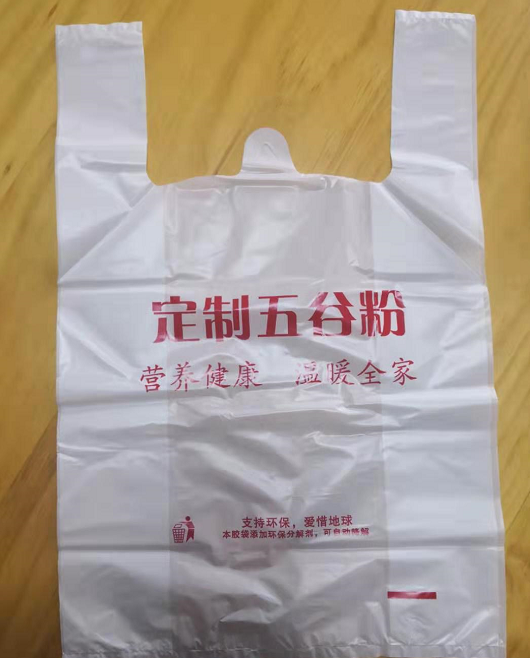 定制五谷粉
营养健康 温暖全家
支持环保，爱惜地球
本胶袋添加环保分解剂，可自动降解